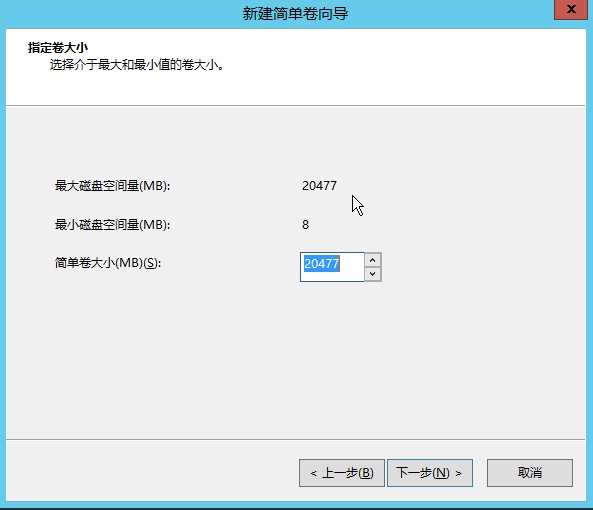 新建简单卷向导
x
指定卷大小
选择介于最大和最小值的卷大小。
最大磁盘空间量(MB): 20477
最小磁盘空间量(MB): 8
简单卷大小(MB)(S): 20477
< 上一步(B) 下一步(N) > 取消